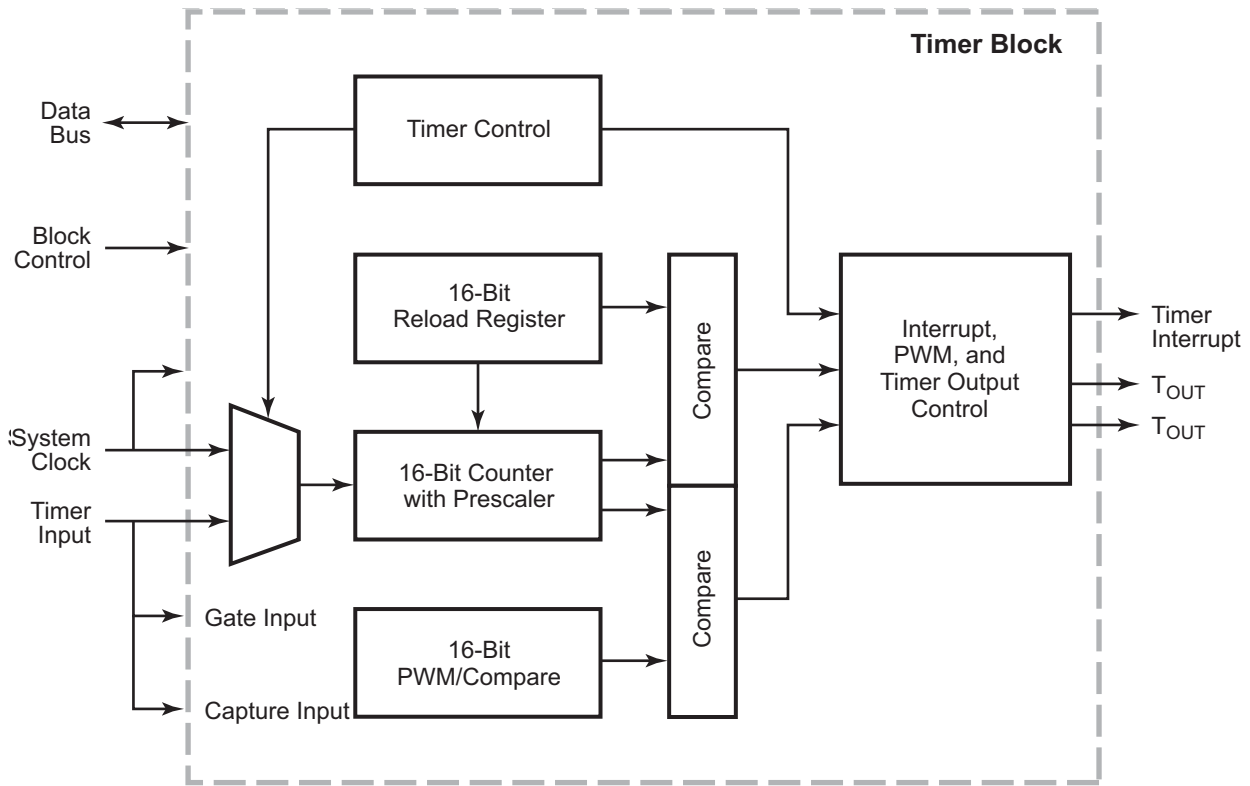 Timer Block
Data
Bus
Timer Control
Block
Control
16-Bit
Reload Register
Compare
Interrupt,
PWM, and
Timer Output
Control
Timer
Interrupt
TOUT
TOUT
System
Clock
16-Bit Counter
with Prescaler
Timer
Input
Compare
Gate Input
16-Bit
PWM/Compare
Capture Input